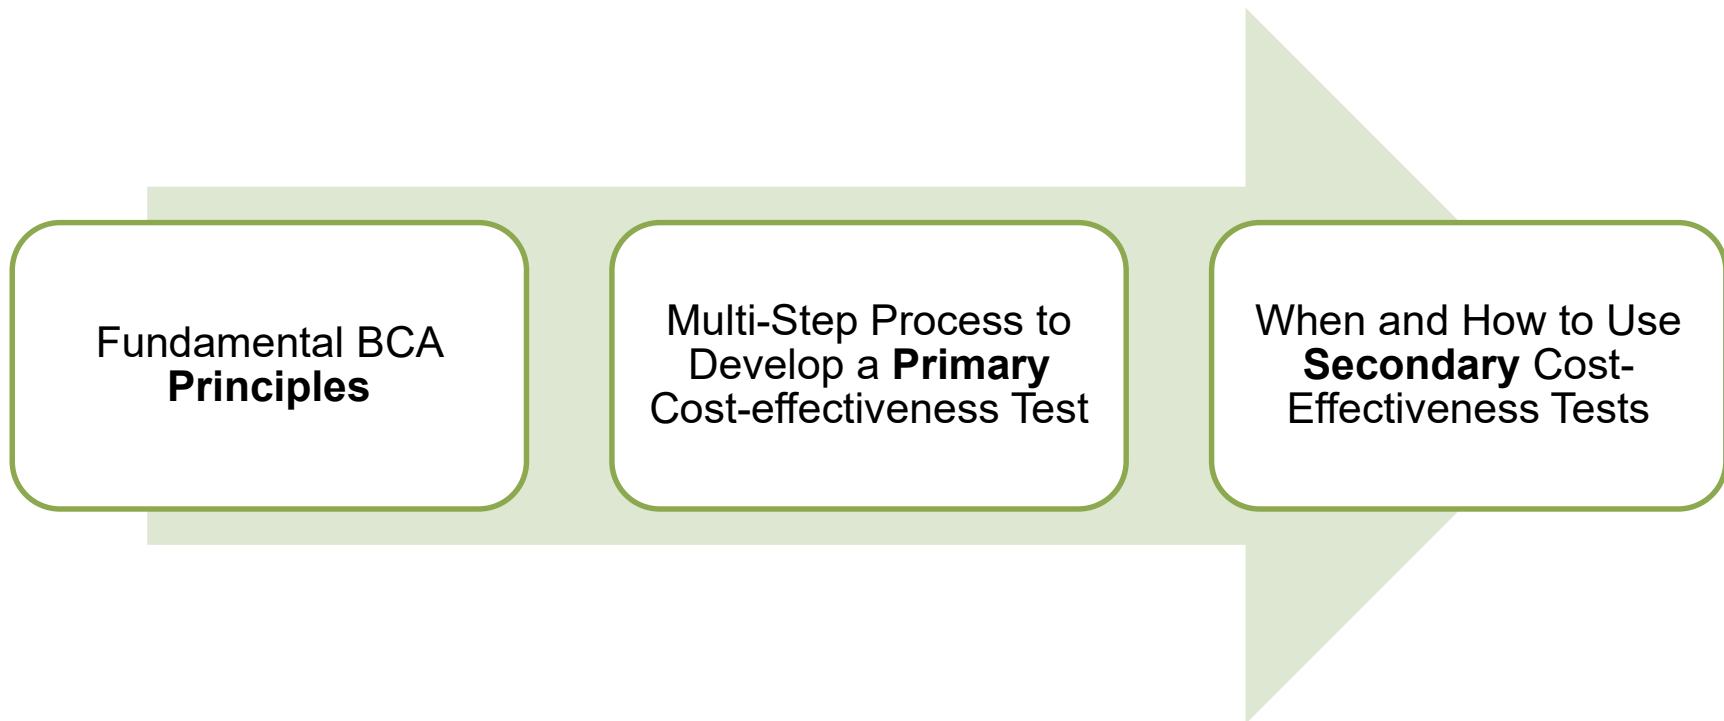 Fundamental BCA
Principles
Multi-Step Process to
Develop a Primary
Cost-effectiveness Test
When and How to Use
Secondary Cost-
Effectiveness Tests